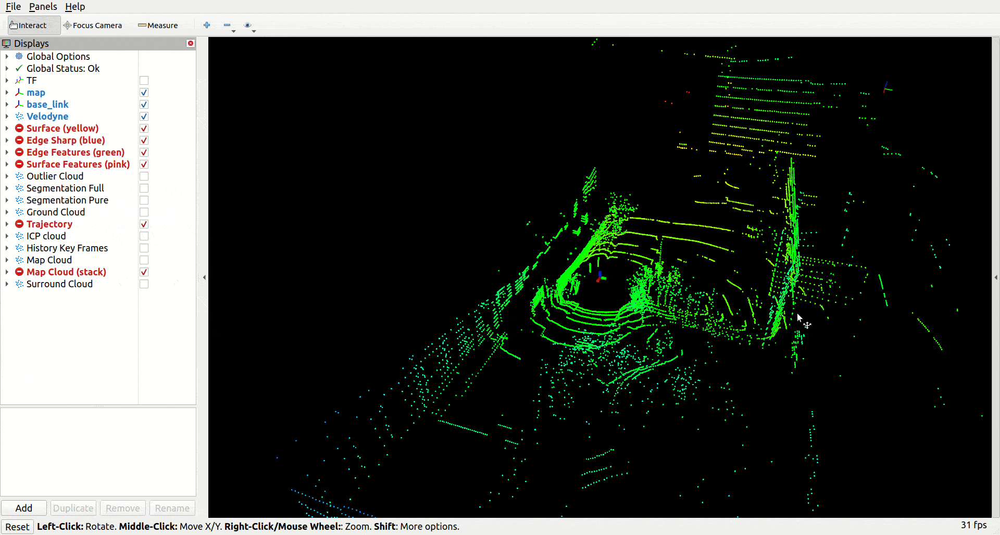 File Panels Help
Interact Focus Camera Measure
Displays
Global Options
Global Status: Ok
TF
map
base_link
Velodyne
Surface (yellow)
Edge Sharp (blue)
Edge Features (green)
Surface Features (pink)
Outlier Cloud
Segmentation Full
Segmentation Pure
Ground Cloud
Trajectory
ICP cloud
History Key Frames
Map Cloud
Map Cloud (stack)
Surround Cloud
Add Duplicate Remove Rename
Reset Left-Click: Rotate. Middle-Click: Move X/Y. Right-Click/Mouse Wheel:: Zoom. Shift: More options. 31 fps